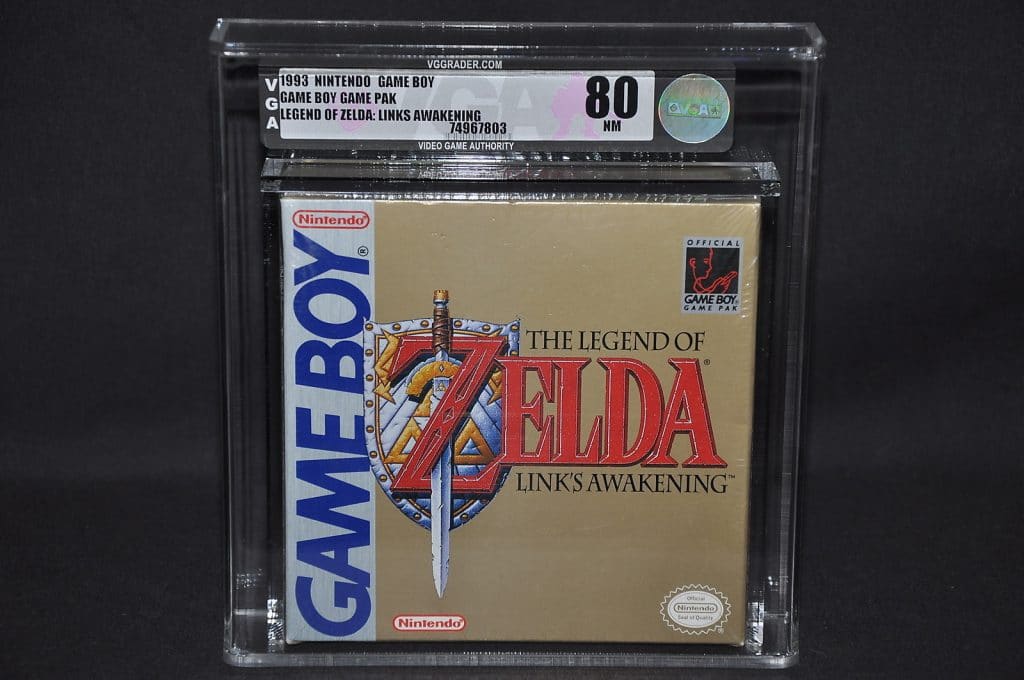 VGGRADER.COM
VGA
1993 NINTENDO GAME BOY
GAME BOY GAME PAK
LEGEND OF ZELDA: LINKS AWAKENING
74967803
80
NM
VIDEO GAME AUTHORITY
Nintendo®
GAME BOY®
OFFICIAL
GAME BOY®
GAME PAK
THE LEGEND OF
ZELDA®
LINK'S AWAKENING™
Nintendo®
Official
Nintendo
Seal of Quality
®